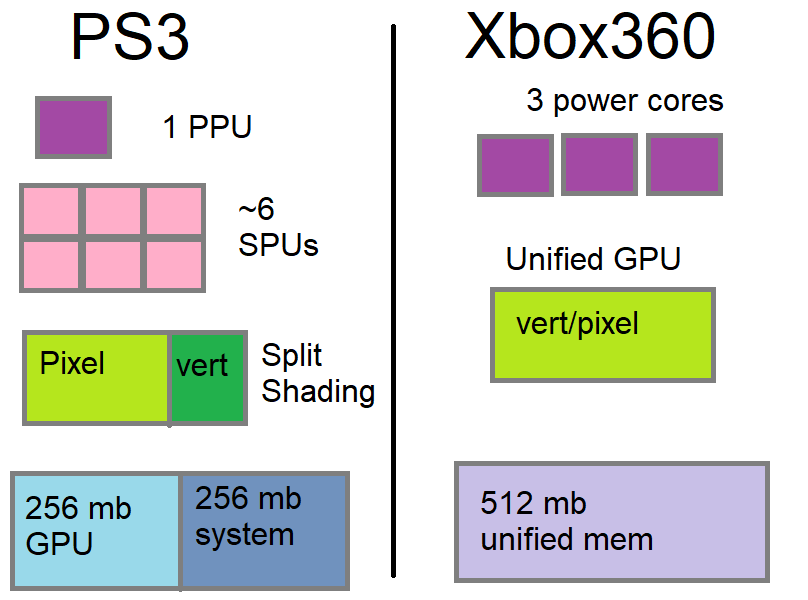 PS3
1 PPU
~6
SPUs
Pixel
vert
Split
Shading
256 mb
GPU
256 mb
system
Xbox360
3 power cores
Unified GPU
vert/pixel
512 mb
unified mem